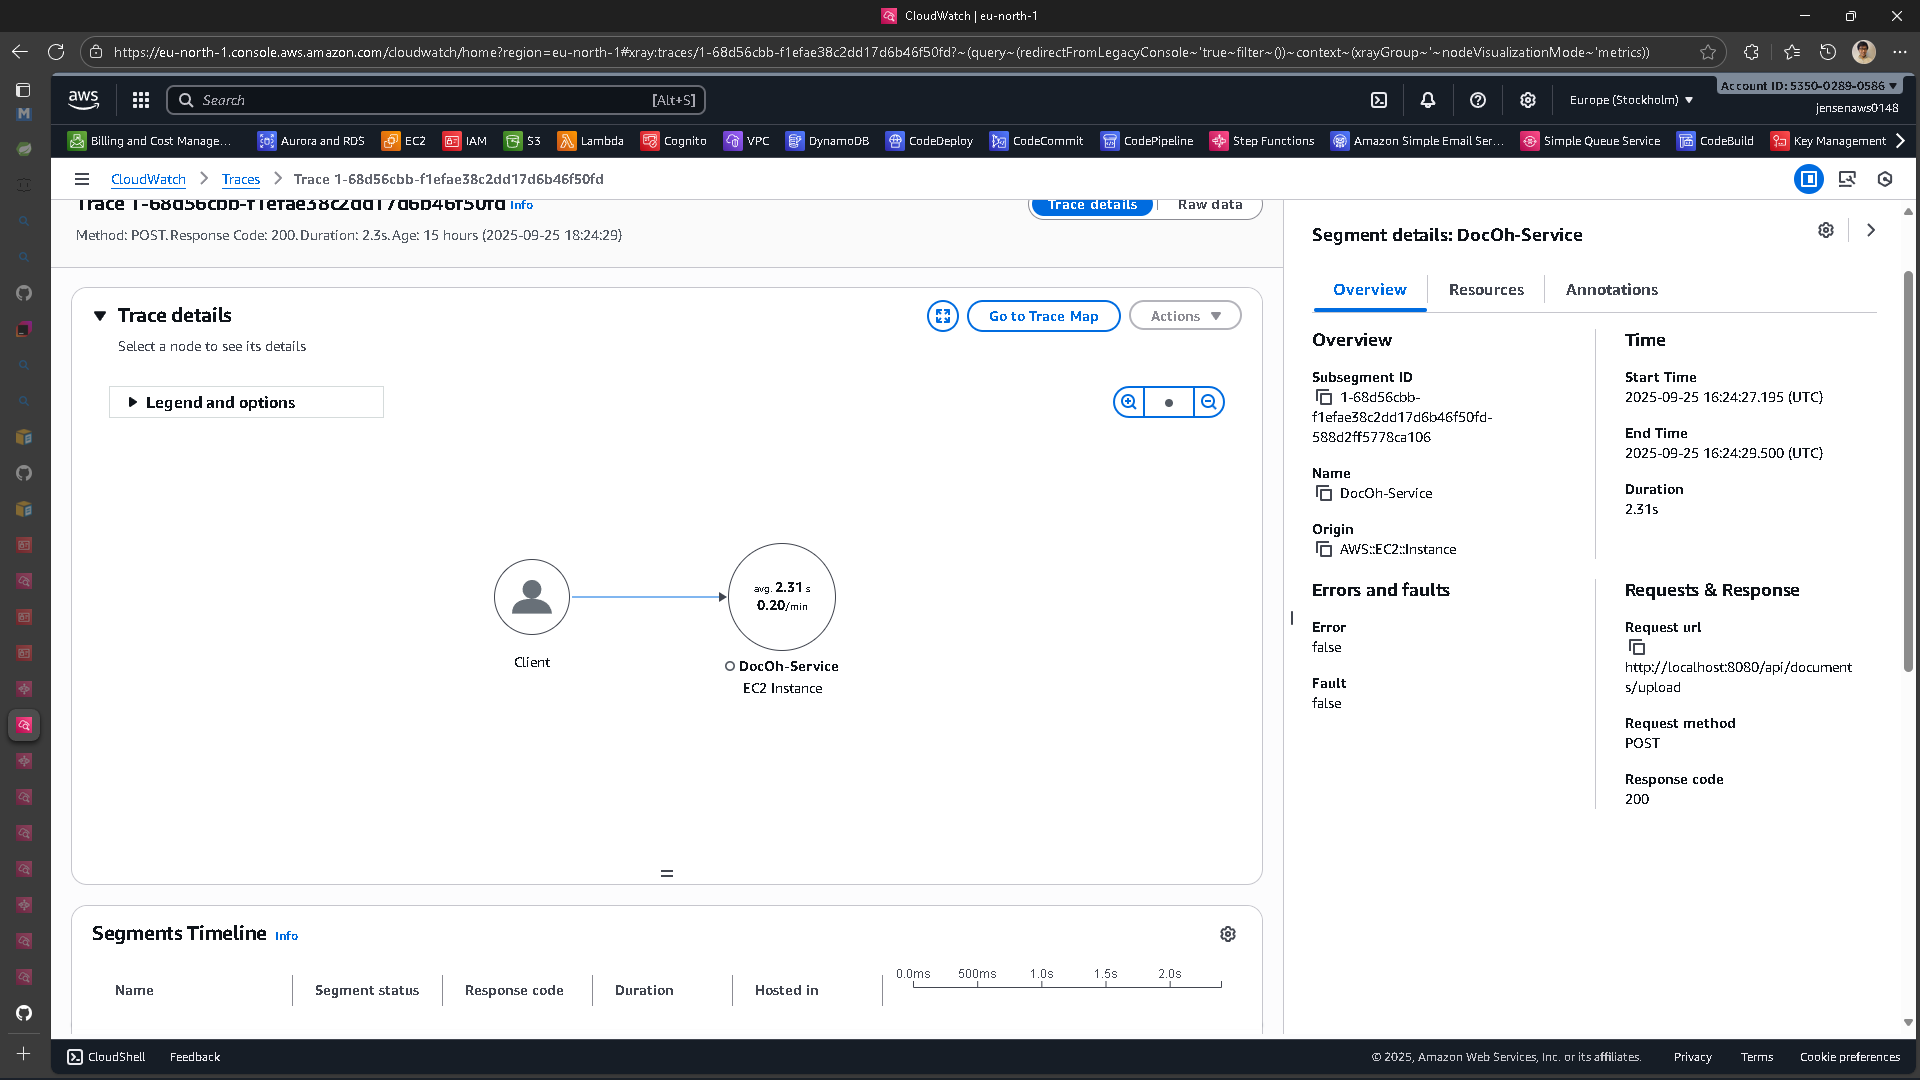 CloudWatch | eu-north-1
https://eu-north-1.console.aws.amazon.com/cloudwatch/home?region=eu-north-1#xray:traces/1-68d56cbb-f1efae38c2dd17d6b46f50fd?~(query~(redirectFromLegacyConsole~'true~filter~())~context~(xrayGroup~'~nodeVisualizationMode~'metrics))
aws
Search [Alt+S]
Europe (Stockholm)
Account ID: 5350-0289-0586
jensenaws0148
Billing and Cost Manage... Aurora and RDS EC2 IAM S3 Lambda Cognito VPC DynamoDB CodeDeploy CodeCommit CodePipeline Step Functions Amazon Simple Email Ser... Simple Queue Service CodeBuild Key Management
CloudWatch Traces Trace 1-68d56cbb-f1efae38c2dd17d6b46f50fd
Trace 1-68d56cbb-f1efae38c2dd17d6b46f50fd Info
Trace details Raw data
Method: POST. Response Code: 200. Duration: 2.3s. Age: 15 hours (2025-09-25 18:24:29)
Trace details
Go to Trace Map
Actions
Select a node to see its details
Legend and options
avg. 2.31 s
0.20/min
Client
DocOh-Service
EC2 Instance
Segments Timeline Info
Name
Segment status
Response code
Duration
Hosted in
0.0ms 500ms 1.0s 1.5s 2.0s
Segment details: DocOh-Service
Overview Resources Annotations
Overview
Subsegment ID
1-68d56cbb-
f1efae38c2dd17d6b46f50fd-
588d2ff5778ca106
Name
DocOh-Service
Origin
AWS::EC2::Instance
Time
Start Time
2025-09-25 16:24:27.195 (UTC)
End Time
2025-09-25 16:24:29.500 (UTC)
Duration
2.31s
Errors and faults
Error
false
Fault
false
Requests & Response
Request url
http://localhost:8080/api/document
s/upload
Request method
POST
Response code
200
CloudShell Feedback
© 2025, Amazon Web Services, Inc. or its affiliates. Privacy Terms Cookie preferences